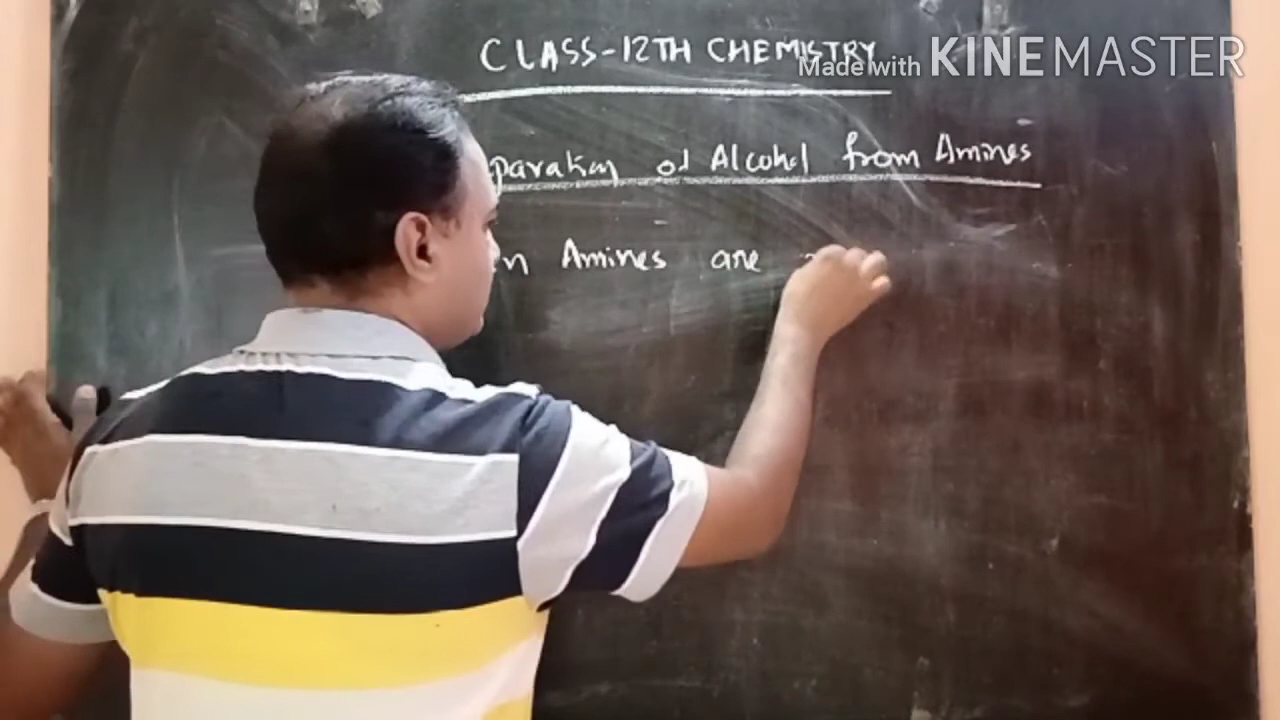 CLASS-12TH CHEMISTRY
Made with KINEMASTER
paration of Alcohol from Amines
n Amines are